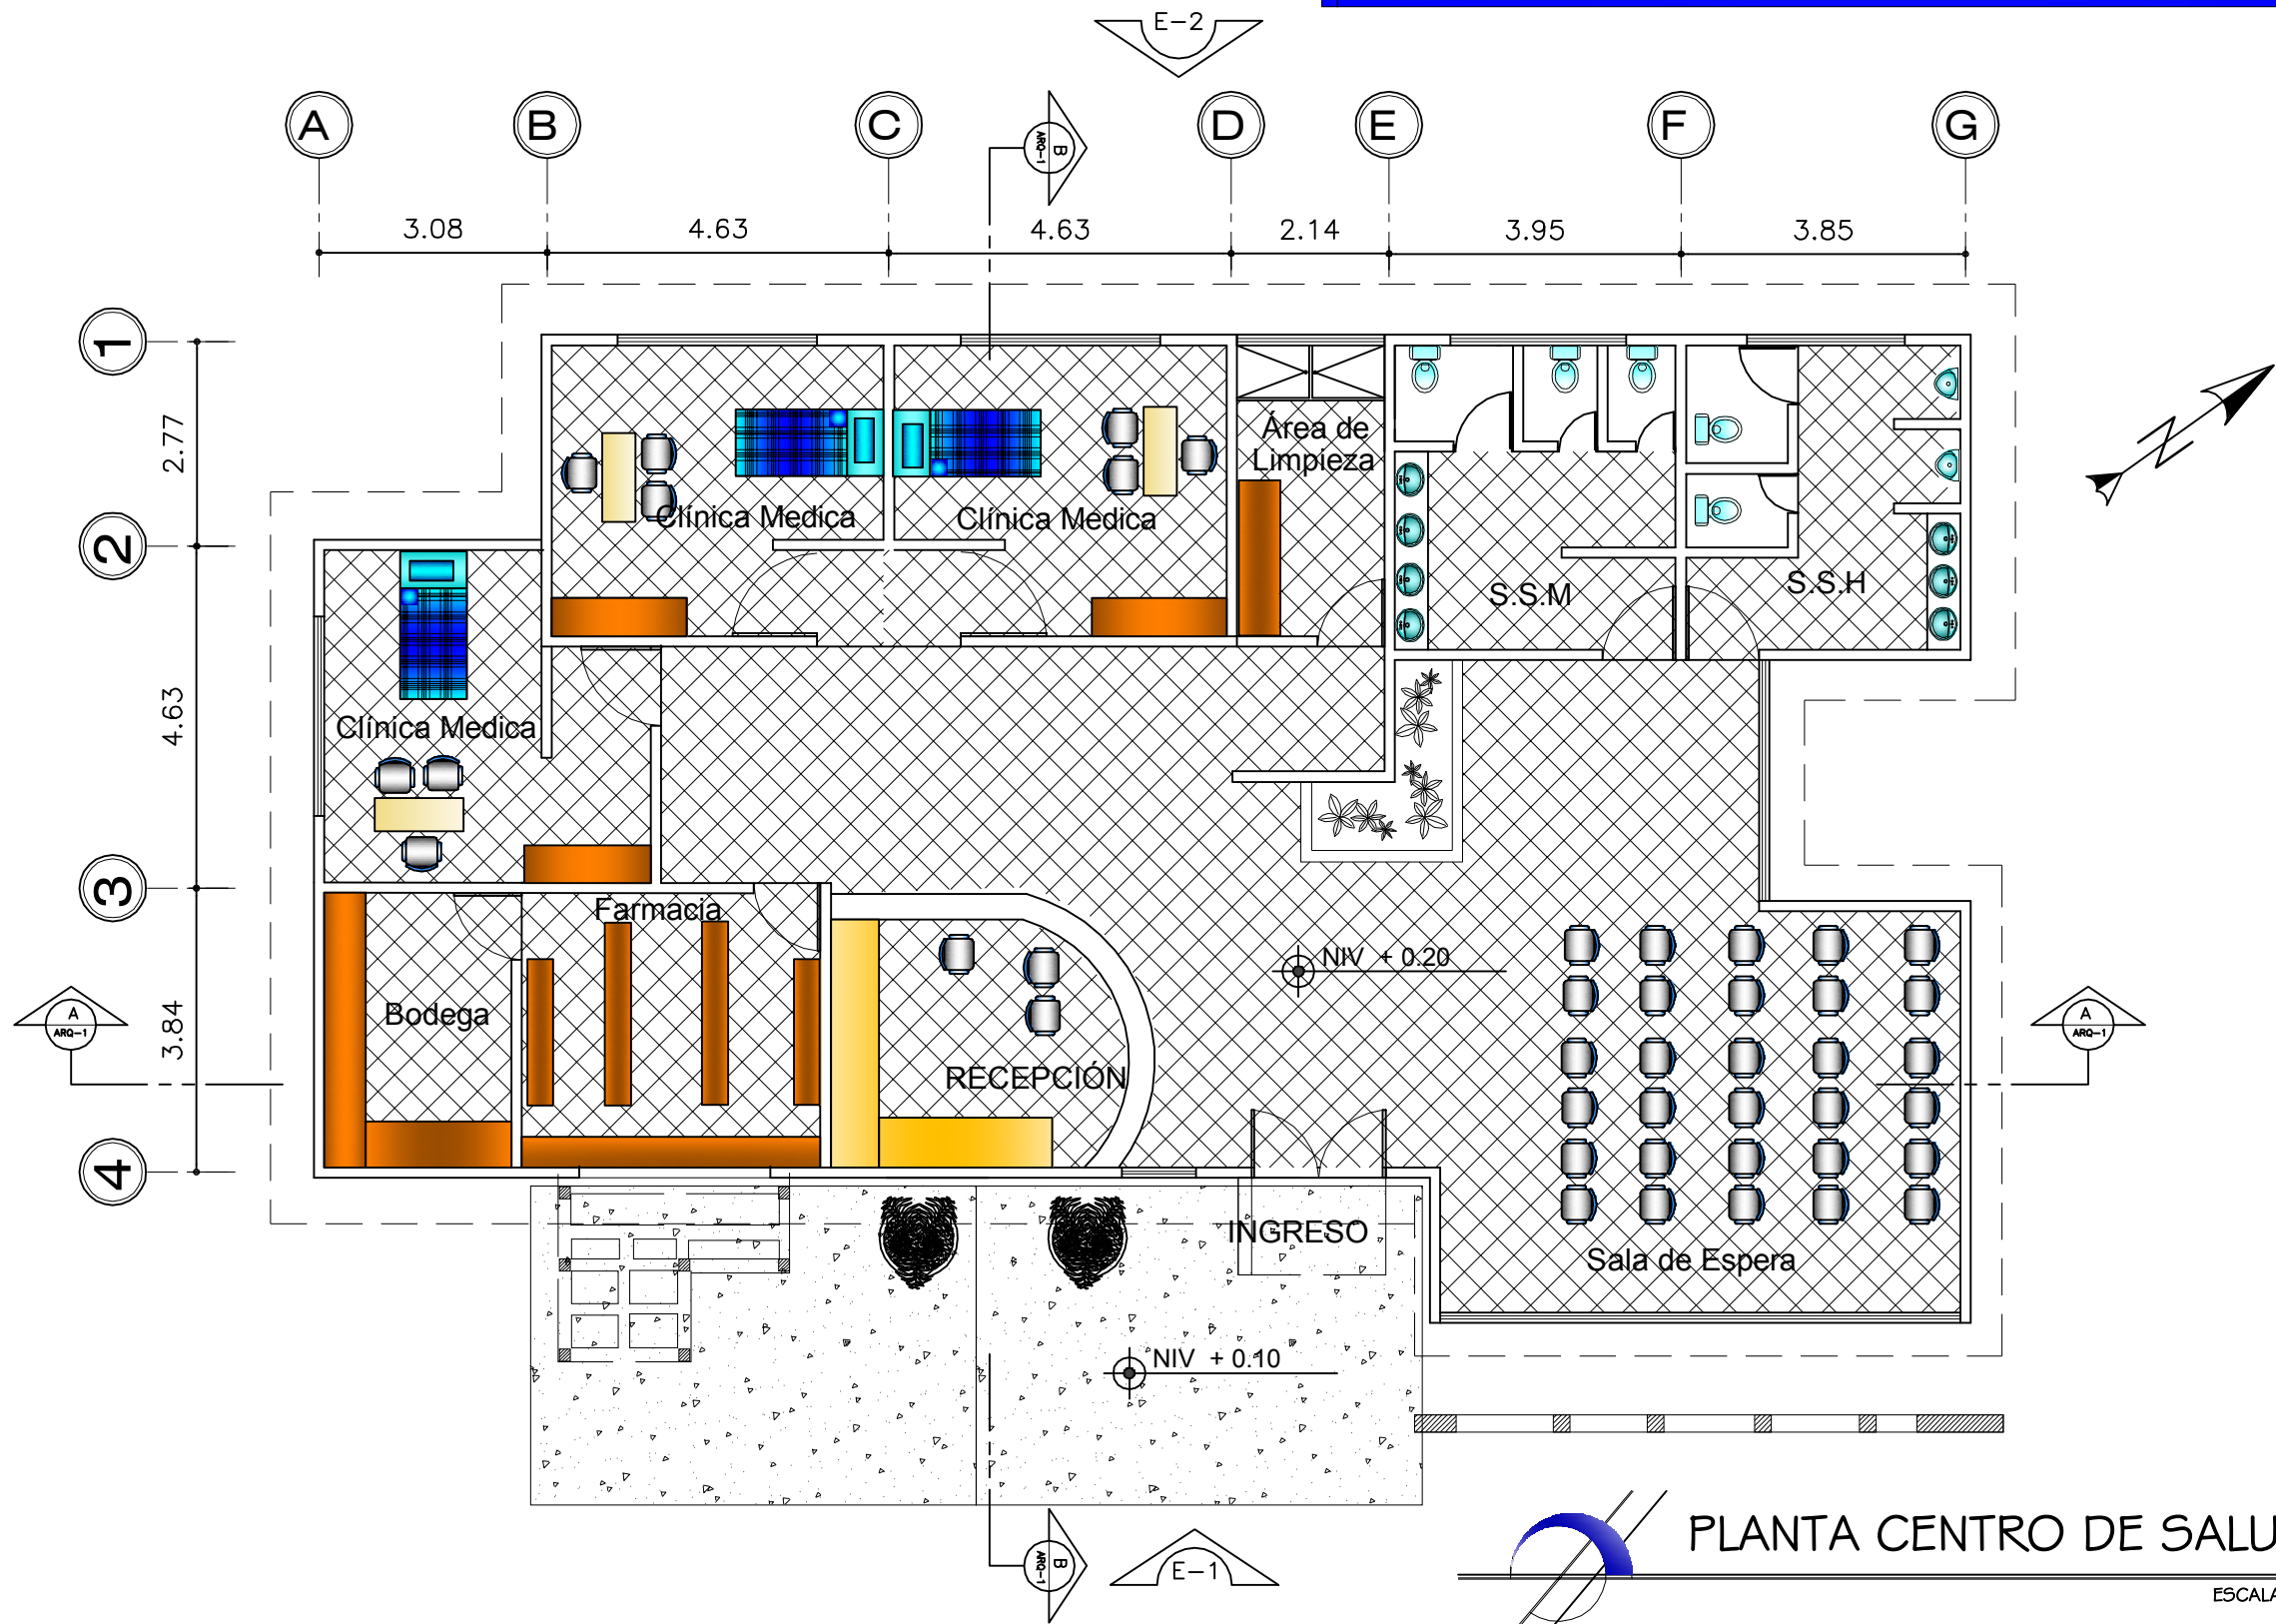 E-2
A B C D E F G
B
ARQ-1
3.08 4.63 4.63 2.14 3.95 3.85
1
2.77
2
4.63
3
3.84
4
N
Área de
Limpieza
Clínica Medica
Clínica Medica
S.S.M
S.S.H
Clínica Medica
Farmacia
NIV + 0.20
Bodega
A
ARQ-1
A
ARQ-1
RECEPCIÓN
INGRESO
Sala de Espera
NIV + 0.10
B
ARQ-1
E-1
PLANTA CENTRO DE SALU
ESCALA